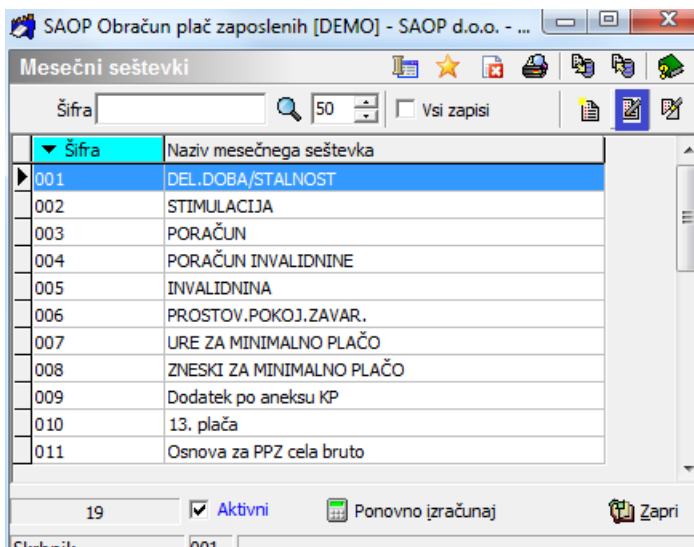 SAOP Obračun plač zaposlenih [DEMO] - SAOP d.o.o. - ...
Mesečni seštevki
Šifra 50 Vsi zapisi
Šifra Naziv mesečnega seštevka
001 DEL.DOBA/STALNOST
002 STIMULACIJA
003 PORAČUN
004 PORAČUN INVALIDNINE
005 INVALIDNINA
006 PROSTOV.POKOJ.ZAVAR.
007 URE ZA MINIMALNO PLAČO
008 ZNESKI ZA MINIMALNO PLAČO
009 Dodatek po aneksu KP
010 13. plača
011 Osnova za PPZ cela bruto
19 Aktivni Ponovno izračunaj Zapri
Skrbnik 001